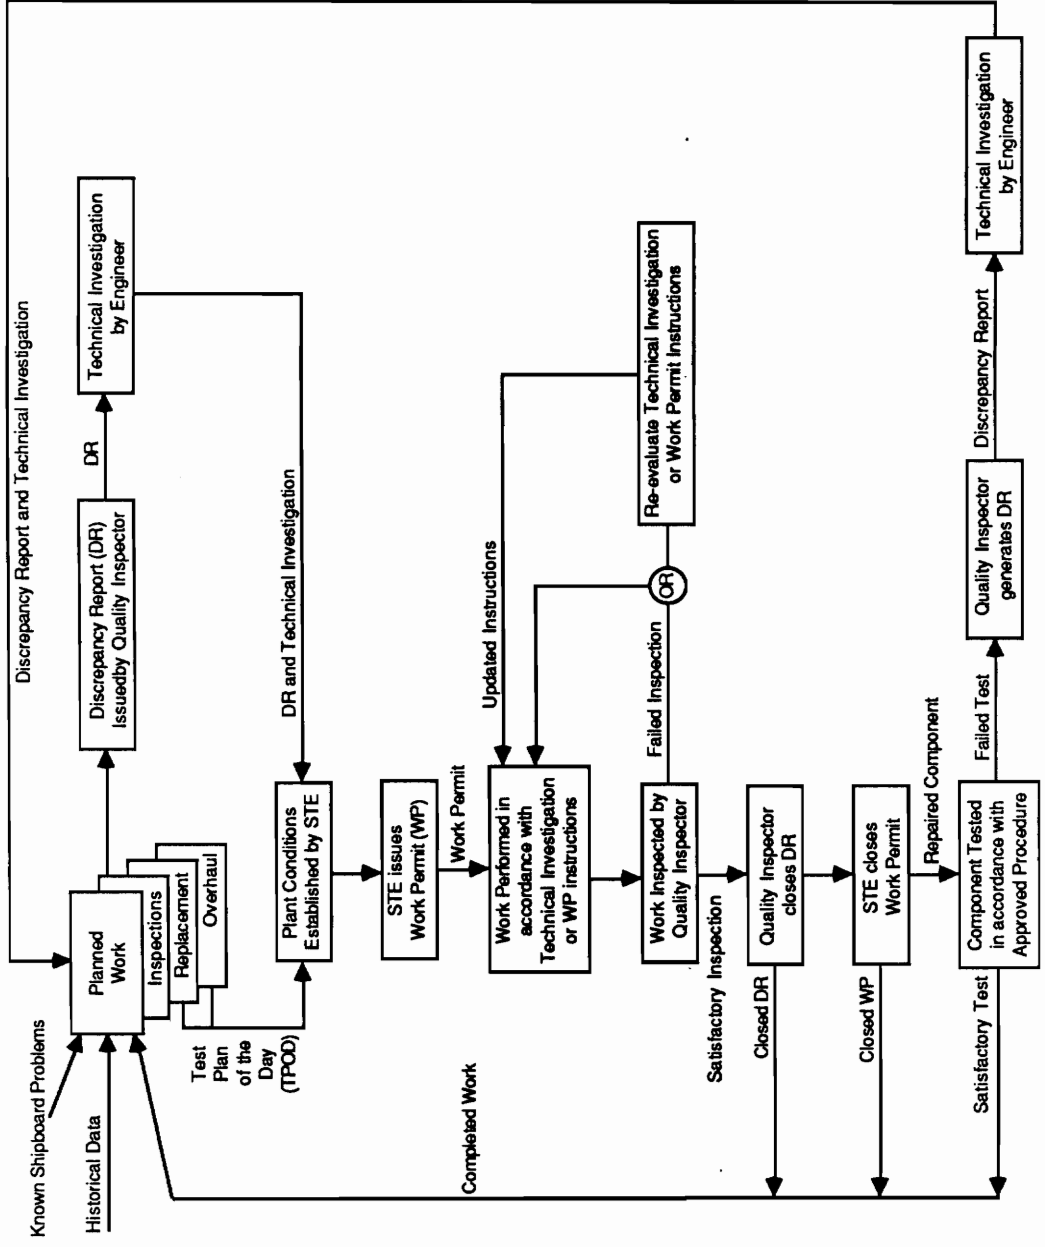 Discrepancy Report and Technical Investigation
Known Shipboard Problems
Historical Data
Planned
Work
Inspections
Replacement
Overhaul
Discrepancy Report (DR)
Issuedby Quality Inspector
DR
Technical Investigation
by Engineer
Test
Plan
of the
Day
(TPOD)
DR and Technical Investigation
Plant Conditions
Established by STE
STE issues
Work Permit (WP)
Work Permit
Work Performed in
accordance with
Technical Investigation
or WP instructions
Updated Instructions
Completed Work
Work Inspected by
Quality Inspector
Failed Inspection
OR
Re-evaluate Technical Investigation
or Work Permit Instructions
Satisfactory Inspection
Quality Inspector
closes DR
Closed DR
STE closes
Work Permit
Closed WP
Repaired Component
Component Tested
in accordance with
Approved Procedure
Satisfactory Test
Failed Test
Quality Inspector
generates DR
Discrepancy Report
Technical Investigation
by Engineer